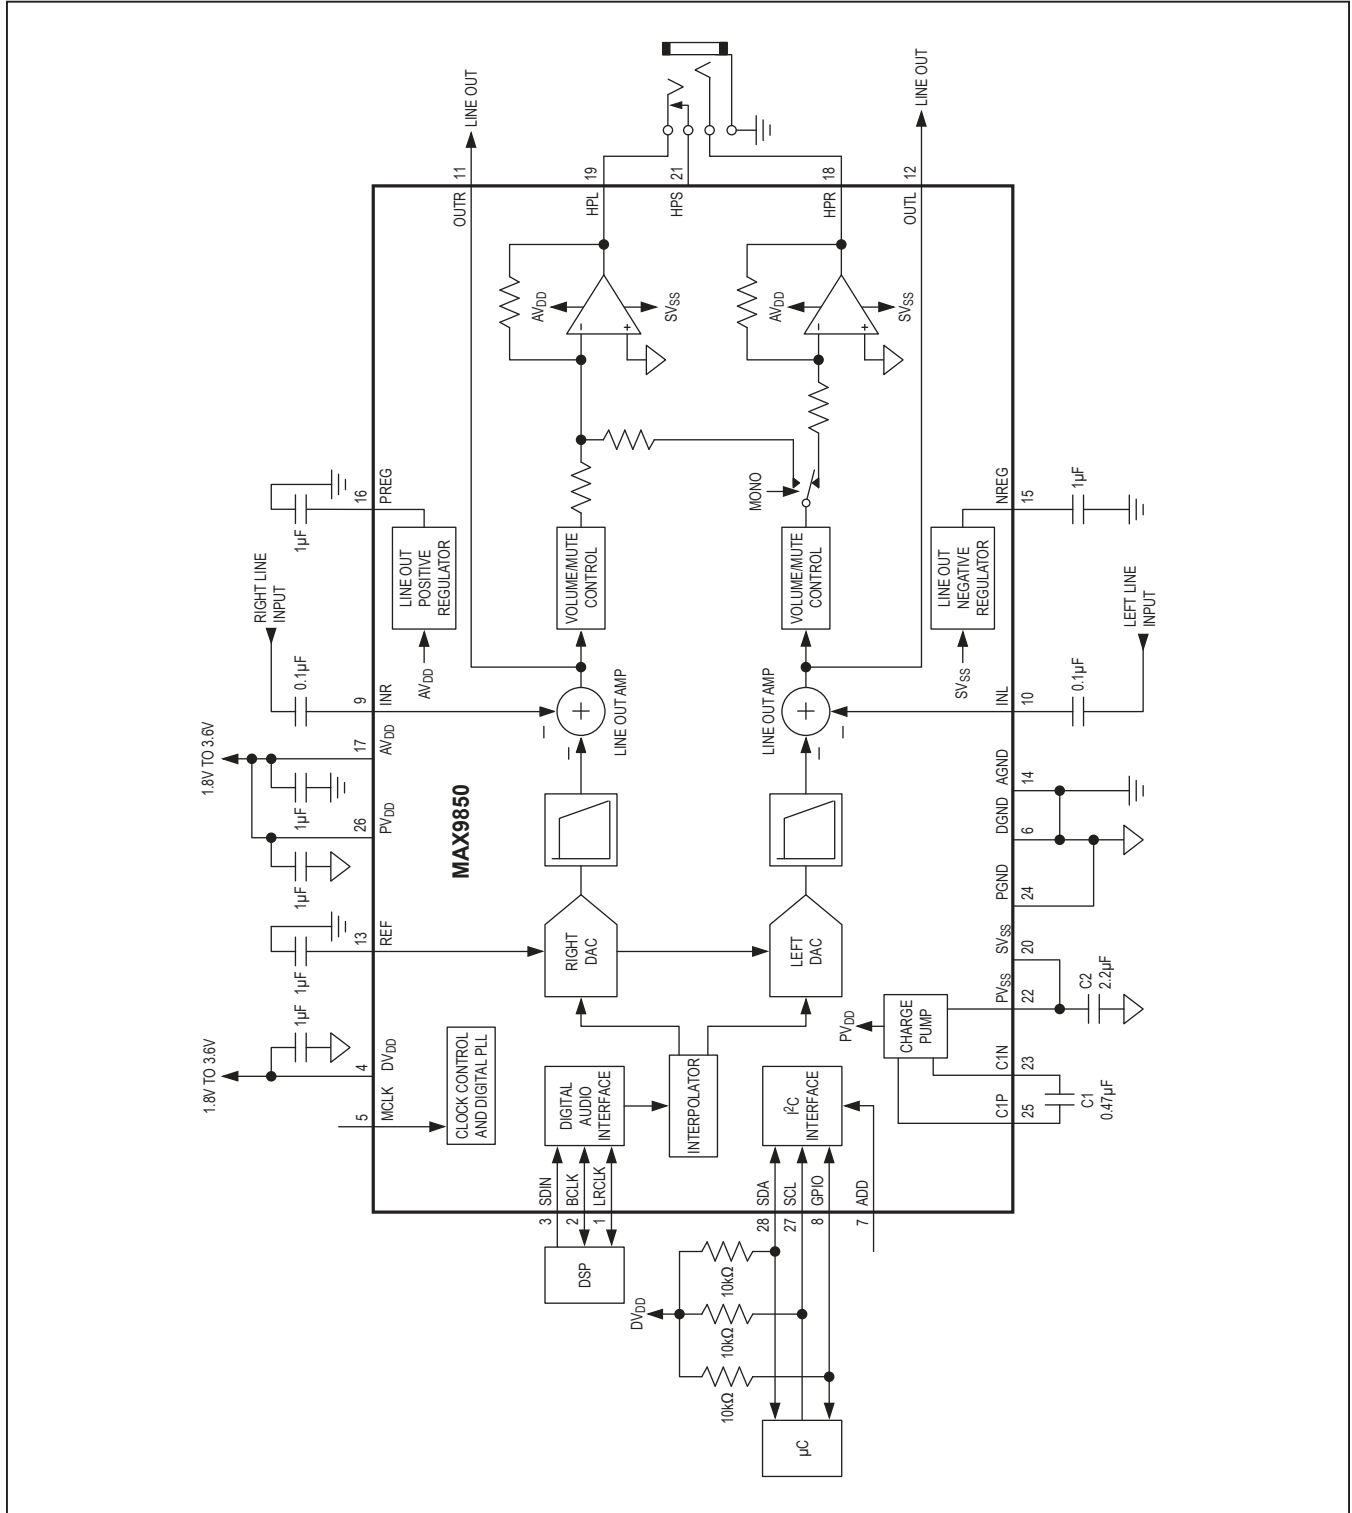 1.8V TO 3.6V
1µF
1µF
1.8V TO 3.6V
1µF
1µF
RIGHT LINE
INPUT
0.1µF
1µF
5
MCLK
4
DVDD
13
REF
26
PVDD
17
AVDD
9
INR
16
PREG
CLOCK CONTROL
AND DIGITAL PLL
MAX9850
AVDD
LINE OUT
POSITIVE
REGULATOR
OUTR
11
LINE OUT
DSP
3
SDIN
2
BCLK
1
LRCLK
DIGITAL
AUDIO
INTERFACE
RIGHT
DAC
LINE OUT AMP
VOLUME/MUTE
CONTROL
AVDD
SVSS
–
+
HPL
19
DVDD
INTERPOLATOR
HPS
21
10kΩ
10kΩ
10kΩ
µC
28
SDA
27
SCL
8
GPIO
7
ADD
I2C
INTERFACE
LEFT
DAC
LINE OUT AMP
VOLUME/MUTE
CONTROL
MONO
AVDD
SVSS
–
+
HPR
18
PVDD
CHARGE
PUMP
SVSS
LINE OUT
NEGATIVE
REGULATOR
OUTL
12
LINE OUT
C1P
25
C1N
23
PVSS
22
SVSS
20
PGND
24
DGND
6
AGND
14
INL
10
NREG
15
C1
0.47µF
C2
2.2µF
0.1µF
LEFT LINE
INPUT
1µF